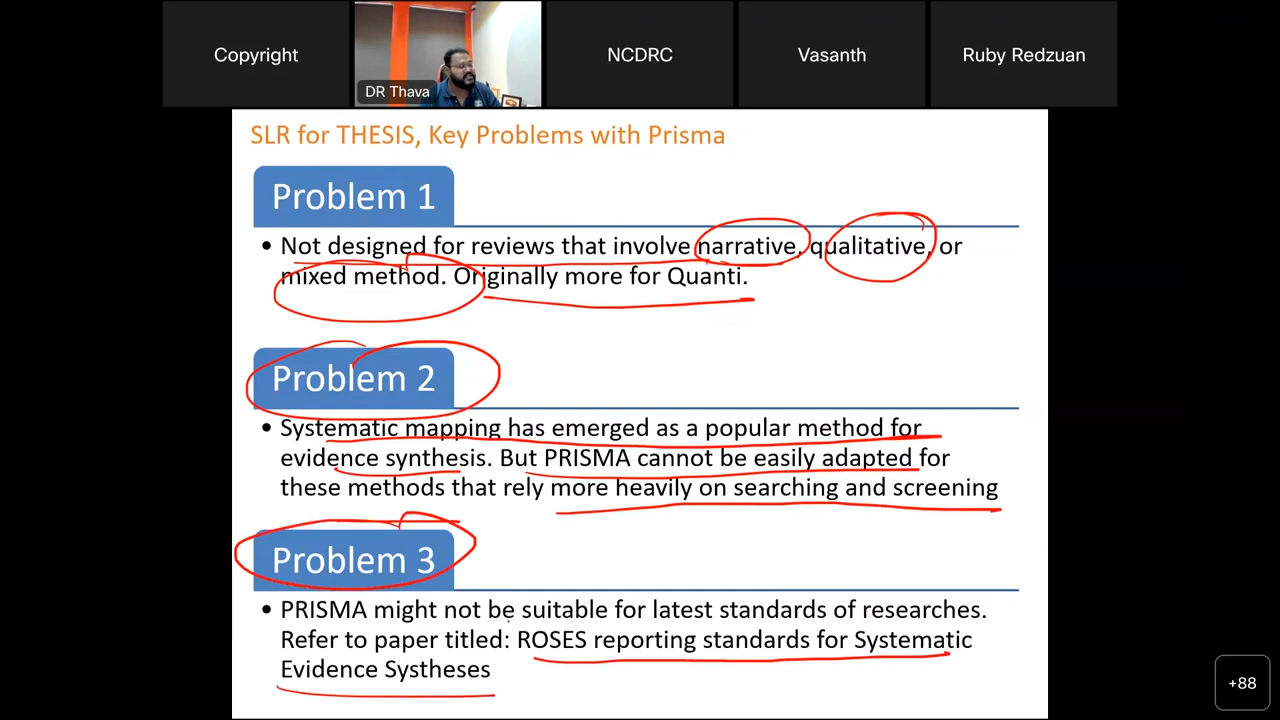 Copyright
DR Thava
NCDRC
Vasanth
Ruby Redzuan
SLR for THESIS, Key Problems with Prisma
Problem 1
• Not designed for reviews that involve narrative, qualitative, or
mixed method. Originally more for Quanti.
Problem 2
• Systematic mapping has emerged as a popular method for
evidence synthesis. But PRISMA cannot be easily adapted for
these methods that rely more heavily on searching and screening
Problem 3
• PRISMA might not be suitable for latest standards of researches.
Refer to paper titled: ROSES reporting standards for Systematic
Evidence Systheses
+88